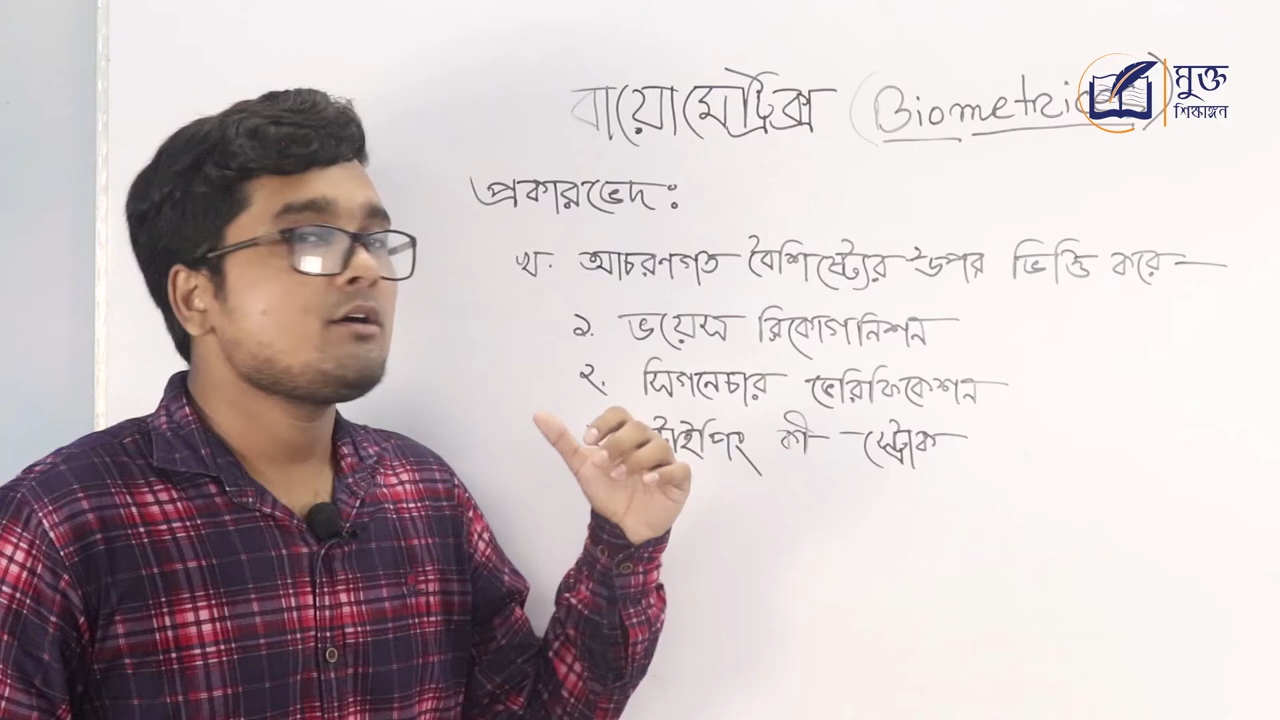 বায়োমেট্রিক্স (Biometrics)
মুক্ত
শিক্ষাঙ্গন
প্রকারভেদ:
খ. আচরণগত বৈশিষ্ট্যের উপর ভিত্তি করে—
১. ভয়েস রিকোগনিশন
২. সিগনেচার ভেরিফিকেশন
টাইপিং কী স্ট্রোক